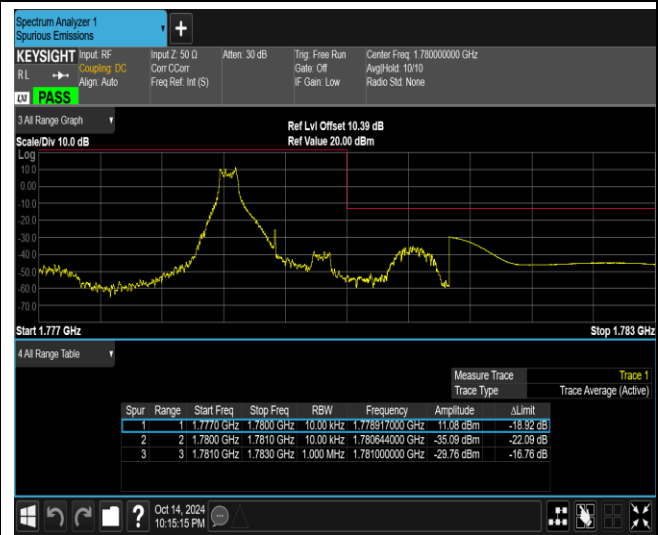 Spectrum Analyzer 1
Spurious Emissions
+
KEYSIGHT Input: RF Input Z: 50 Ω Atten: 30 dB Trig: Free Run Center Freq: 1.780000000 GHz
RL Coupling: DC Corr CCorr Gate: Off Avg|Hold: 10/10
Align: Auto Freq Ref: Int (S) IF Gain: Low Radio Std: None
LXI PASS
3 All Range Graph
Ref Lvl Offset 10.39 dB
Scale/Div 10.0 dB Ref Value 20.00 dBm
Log
10.0
0.00
-10.0
-20.0
-30.0
-40.0
-50.0
-60.0
-70.0
Start 1.777 GHz Stop 1.783 GHz
4 All Range Table
Measure Trace Trace 1
Trace Type Trace Average (Active)
Spur Range Start Freq Stop Freq RBW Frequency Amplitude ΔLimit
1 1 1.7770 GHz 1.7800 GHz 10.00 kHz 1.778917000 GHz 11.08 dBm -18.92 dB
2 2 1.7800 GHz 1.7810 GHz 10.00 kHz 1.780644000 GHz -35.09 dBm -22.09 dB
3 3 1.7810 GHz 1.7830 GHz 1.000 MHz 1.781000000 GHz -29.76 dBm -16.76 dB
? Oct 14, 2024
10:15:15 PM